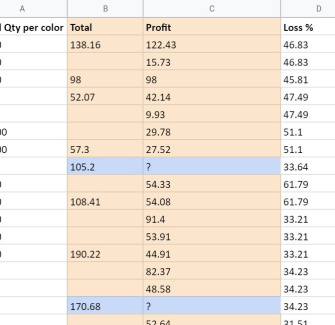 A B C D
l Qty per color Total Profit Loss %
0 138.16 122.43 46.83
0 15.73 46.83
0 98 98 45.81
52.07 42.14 47.49
9.93 47.49
00 29.78 51.1
00 57.3 27.52 51.1
105.2 ? 33.64
0 54.33 61.79
0 108.41 54.08 61.79
0 91.4 33.21
0 53.91 33.21
0 190.22 44.91 33.21
82.37 34.23
48.58 34.23
170.68 ? 34.23
52.64 31.51